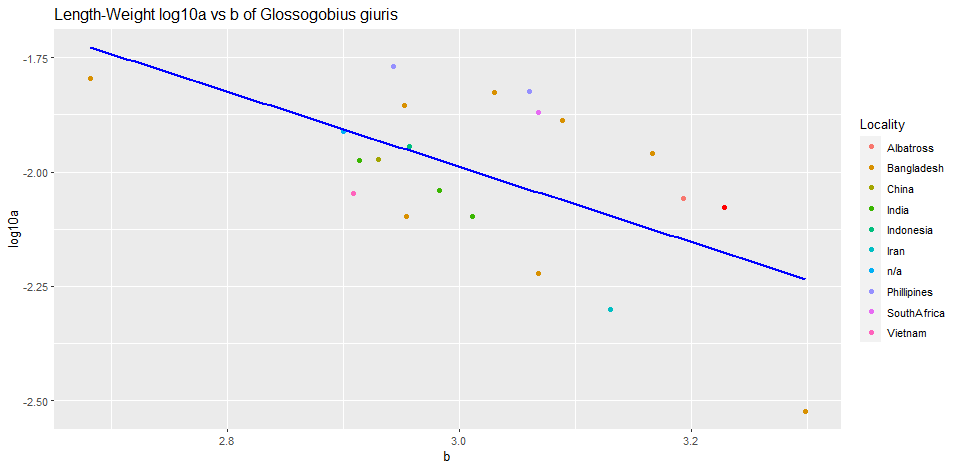 Length-Weight log10a vs b of Glossogobius giuris
-1.75
-2.00
-2.25
-2.50
log10a
2.8
3.0
3.2
b
Locality
Albatross
Bangladesh
China
India
Indonesia
Iran
n/a
Phillipines
SouthAfrica
Vietnam